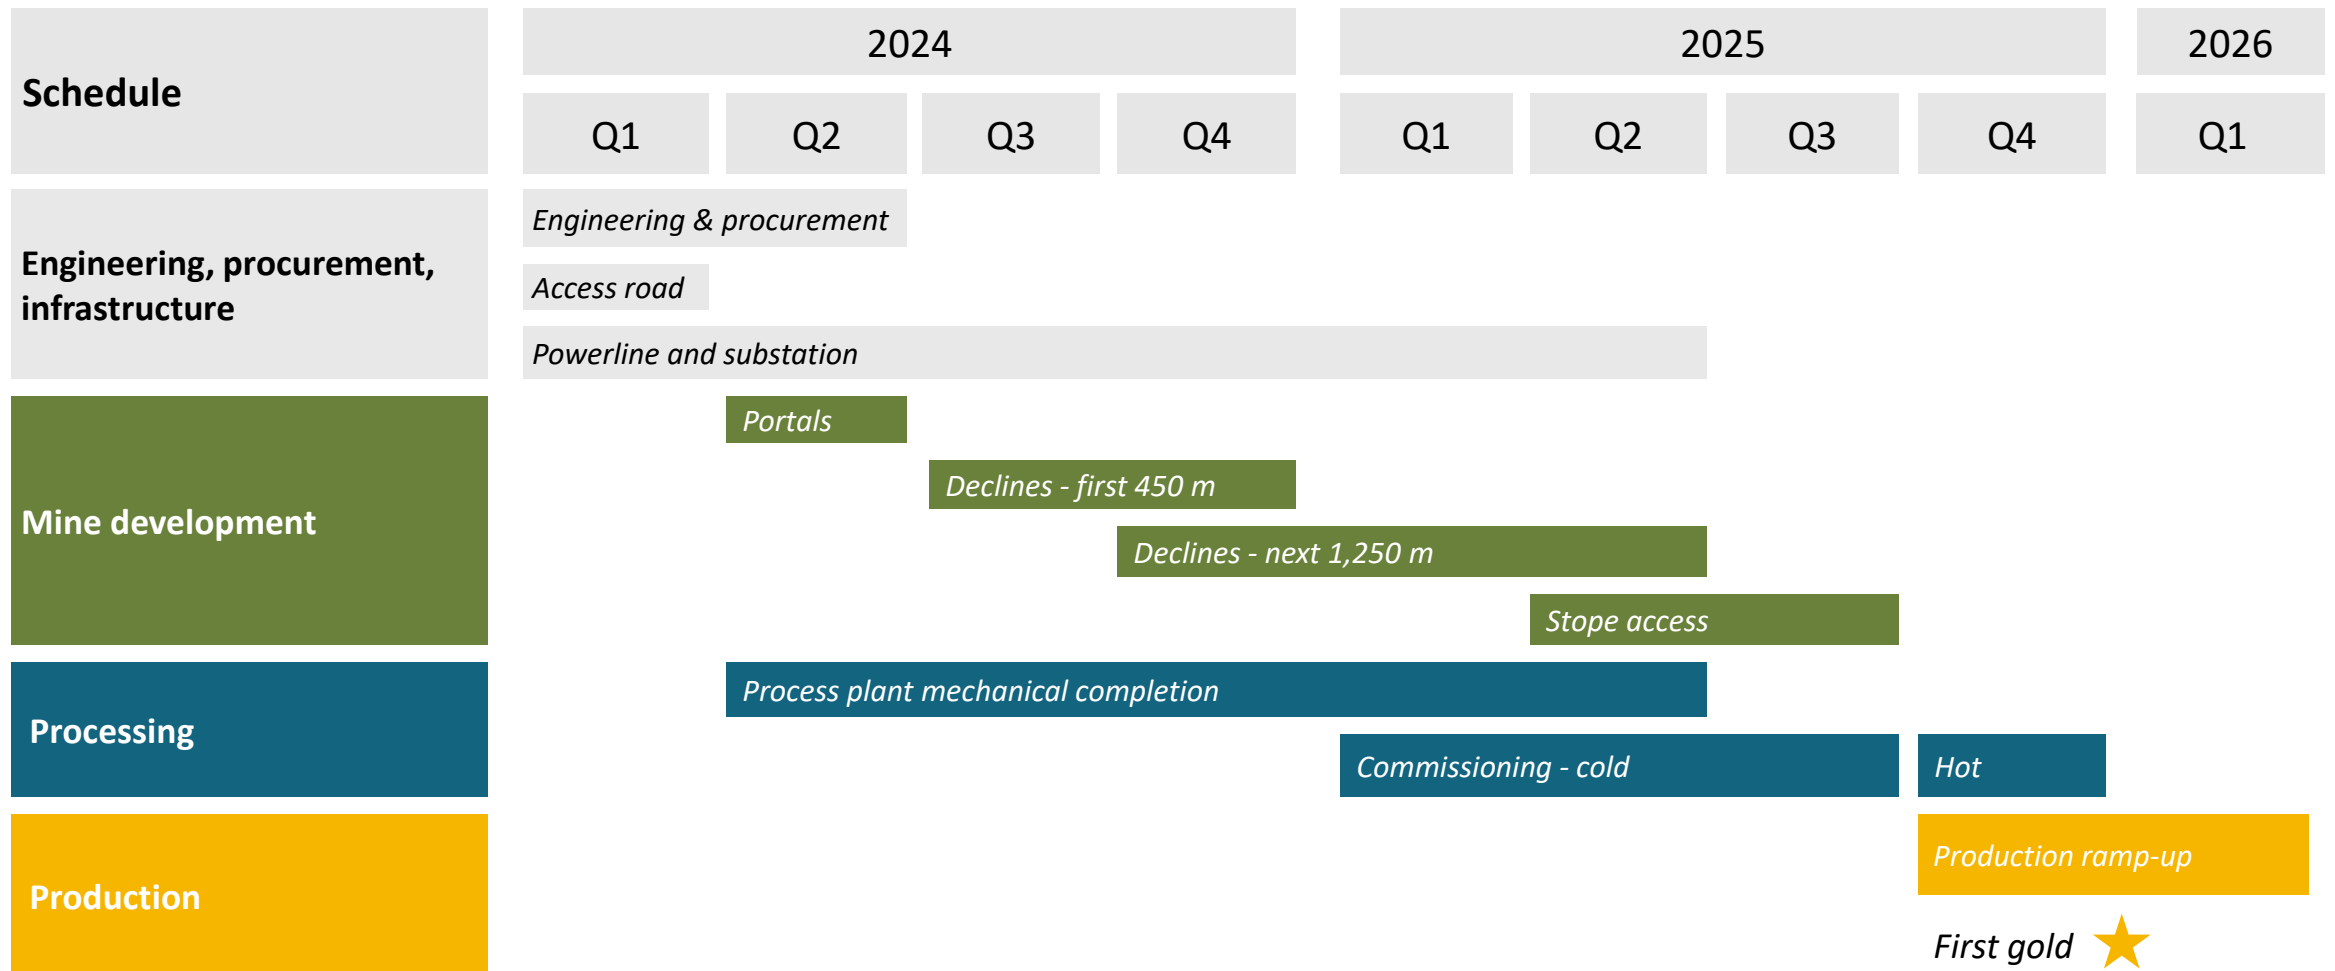 Schedule
2024
2025
2026
Q1
Q2
Q3
Q4
Q1
Q2
Q3
Q4
Q1
Engineering, procurement,
infrastructure
Engineering & procurement
Access road
Powerline and substation
Mine development
Portals
Declines - first 450 m
Declines - next 1,250 m
Stope access
Processing
Process plant mechanical completion
Commissioning - cold
Hot
Production
Production ramp-up
First gold